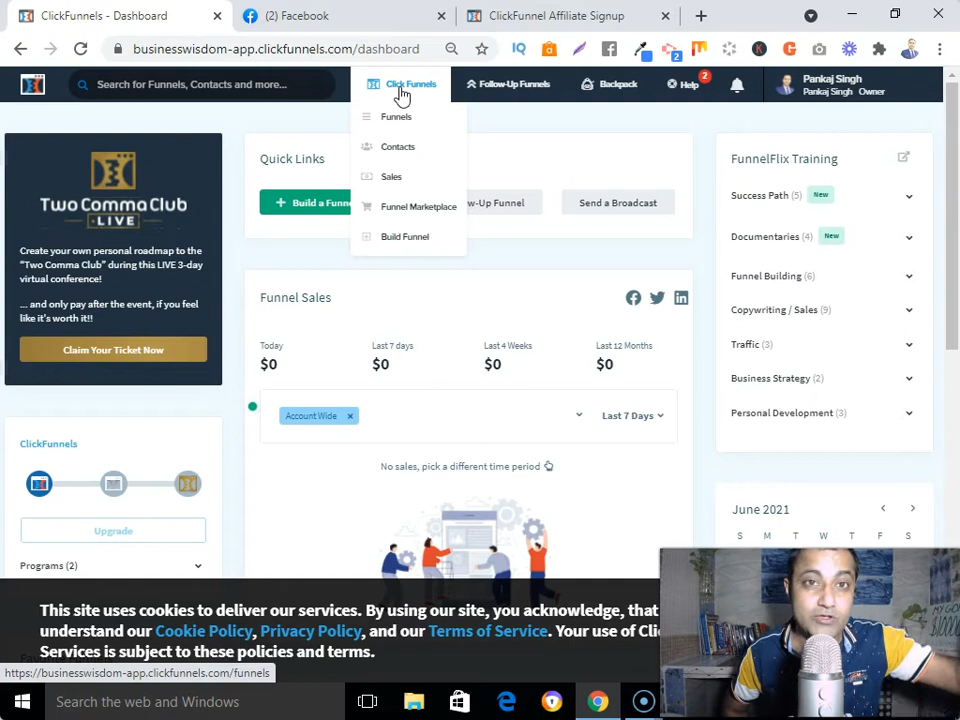 ClickFunnels - Dashboard
(2) Facebook
ClickFunnel Affiliate Signup
businesswisdom-app.clickfunnels.com/dashboard
Search for Funnels, Contacts and more...
Click Funnels
Follow-Up Funnels
Backpack
Help
2
Pankaj Singh
Pankaj Singh Owner
Funnels
Contacts
Sales
Funnel Marketplace
Build Funnel
TWO COMMA CLUB
LIVE
Create your own personal roadmap to the
"Two Comma Club" during this LIVE 3-day
virtual conference!
... and only pay after the event, if you feel
like it's worth it!!
Claim Your Ticket Now
Quick Links
Build a Funne
w-Up Funnel
Send a Broadcast
Funnel Sales
Today
Last 7 days
Last 4 Weeks
Last 12 Months
$0
$0
$0
$0
Account Wide
Last 7 Days
No sales, pick a different time period
FunnelFlix Training
Success Path (5) New
Documentaries (4) New
Funnel Building (6)
Copywriting / Sales (9)
Traffic (3)
Business Strategy (2)
Personal Development (3)
ClickFunnels
Upgrade
Programs (2)
June 2021
S M T W T F S
This site uses cookies to deliver our services. By using our site, you acknowledge, that
understand our Cookie Policy, Privacy Policy, and our Terms of Service. Your use of Cli
Services is subject to these policies and terms.
https://businesswisdom-app.clickfunnels.com/funnels
Search the web and Windows